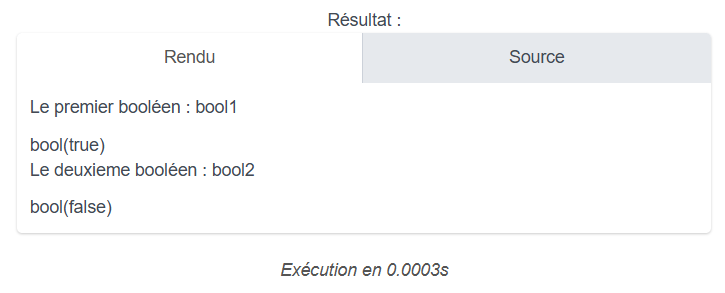 Résultat :
Rendu
Source
Le premier booléen : bool1
bool(true)
Le deuxieme booléen : bool2
bool(false)
Exécution en 0.0003s